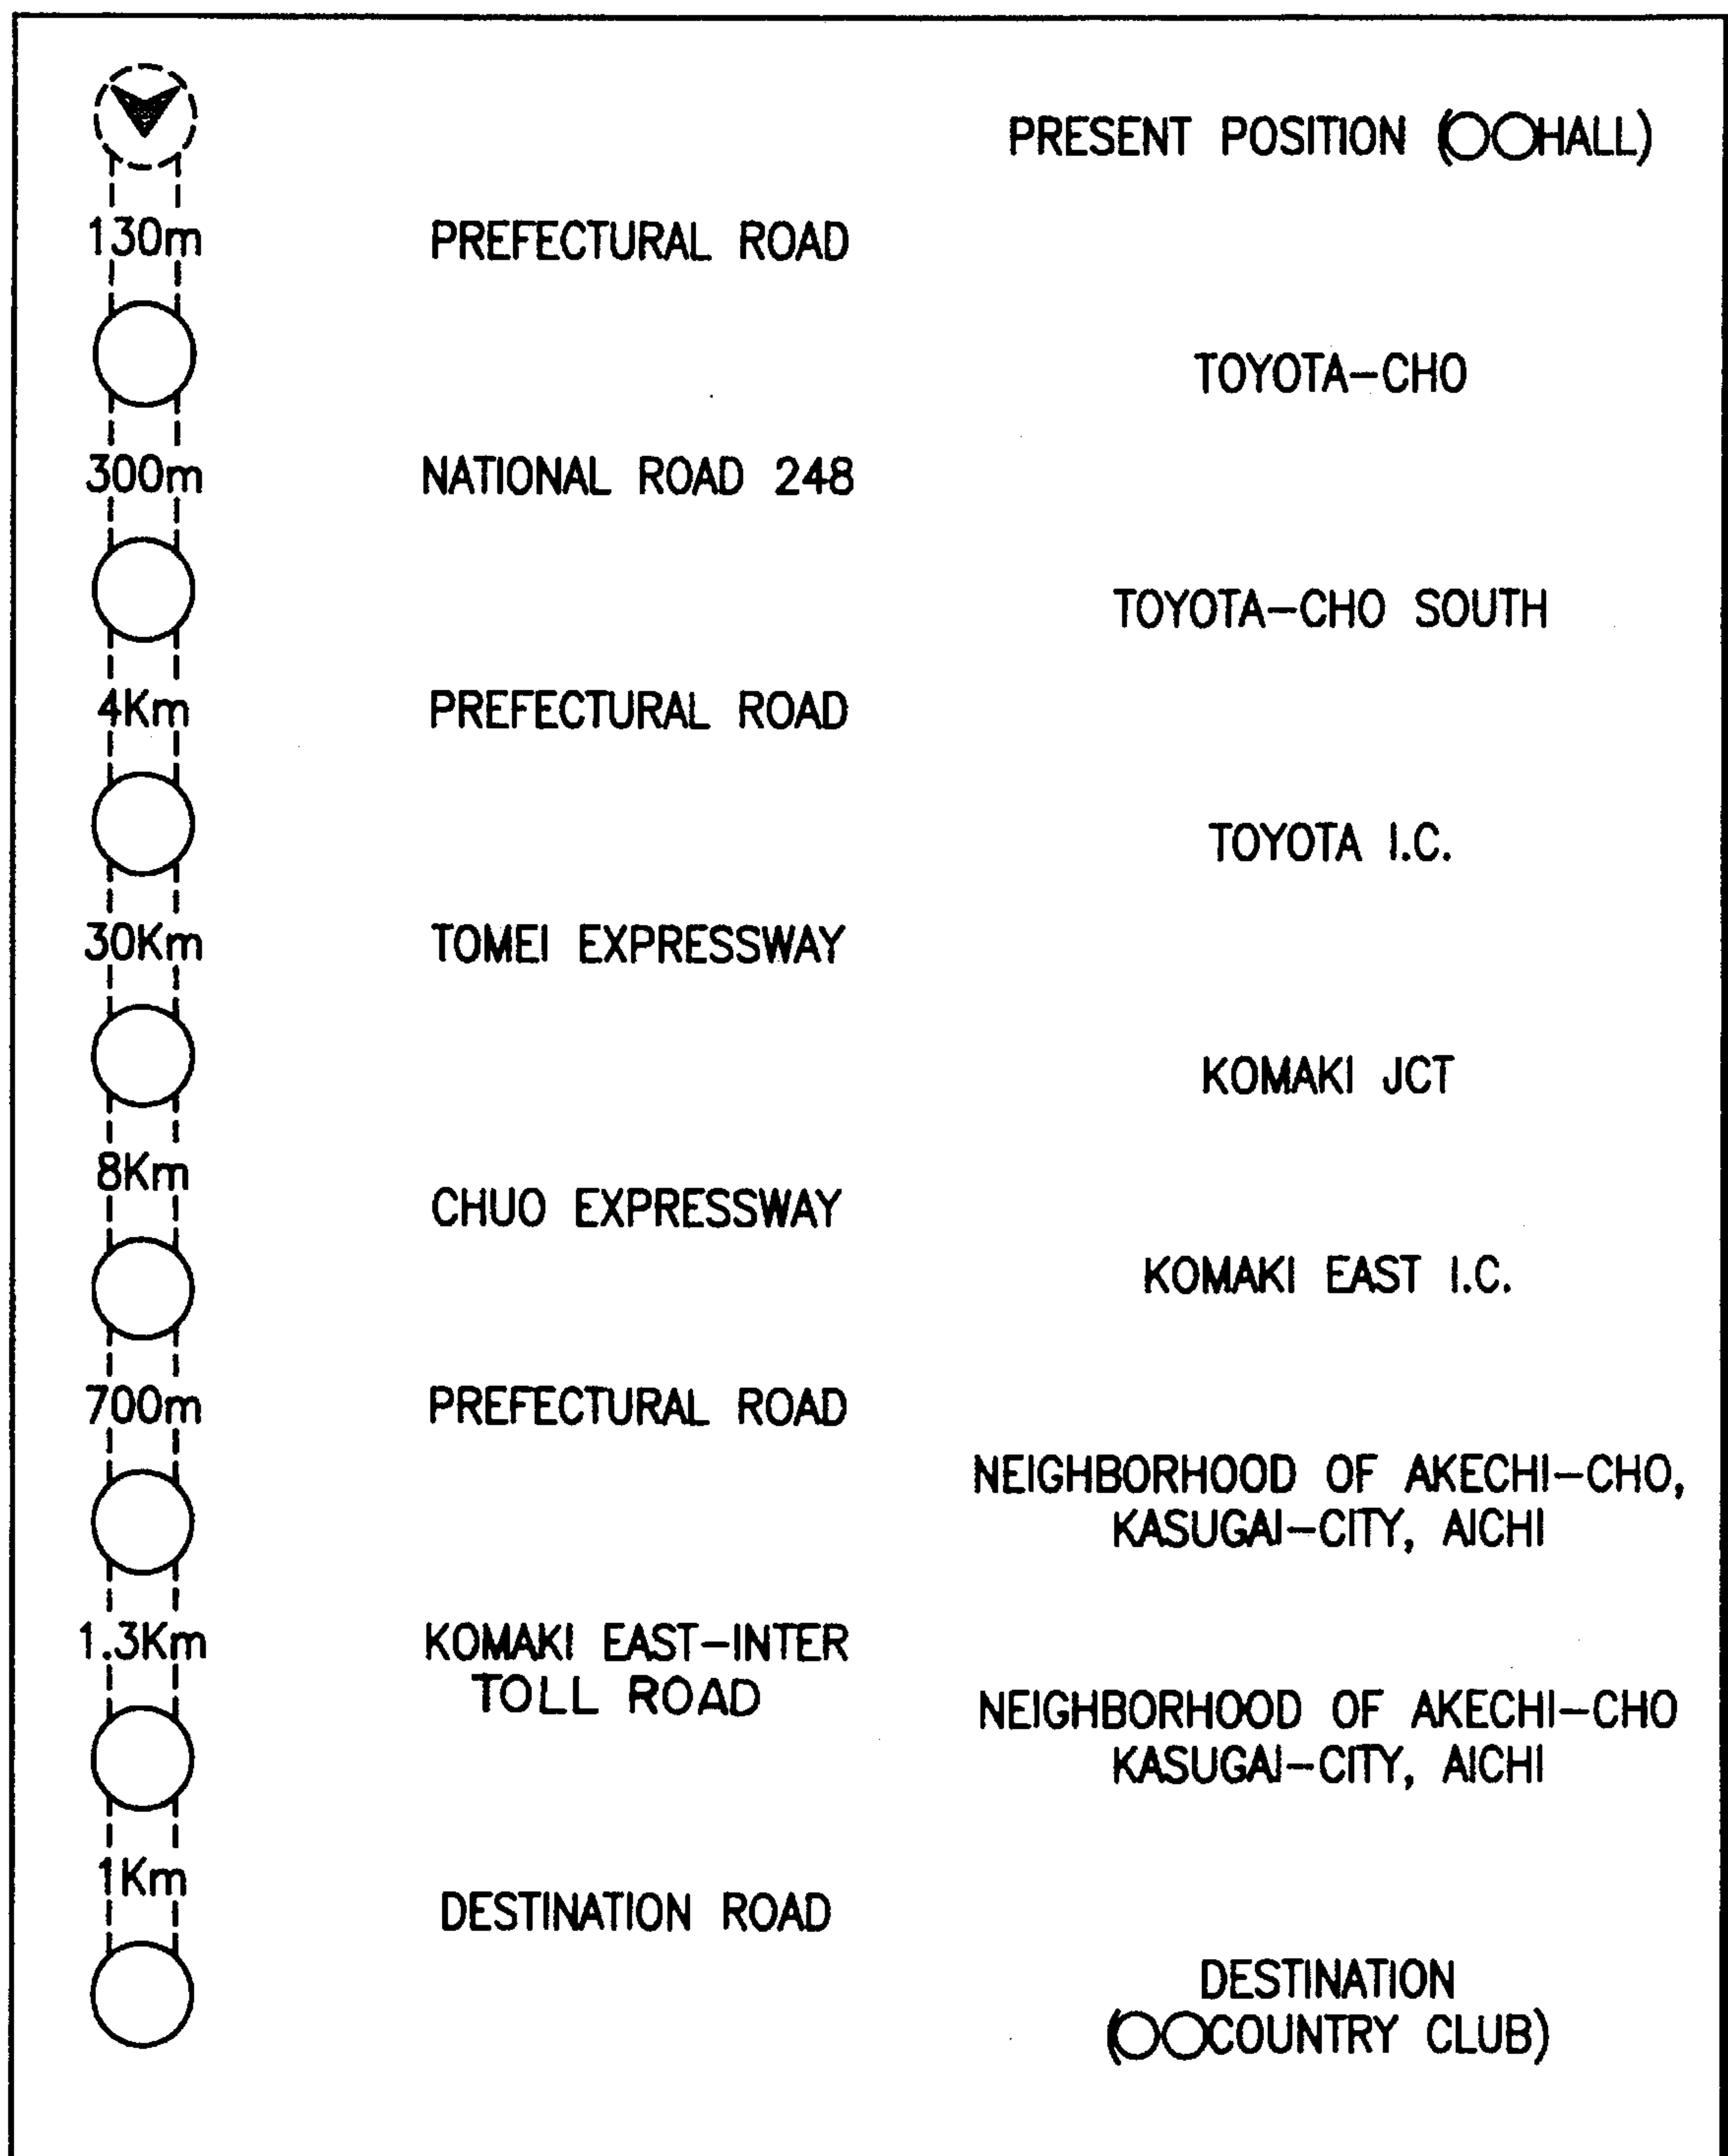 PRESENT POSITION (○○HALL)
130m PREFECTURAL ROAD
TOYOTA-CHO
300m NATIONAL ROAD 248
TOYOTA-CHO SOUTH
4Km PREFECTURAL ROAD
TOYOTA I.C.
30Km TOMEI EXPRESSWAY
KOMAKI JCT
8Km CHUO EXPRESSWAY
KOMAKI EAST I.C.
700m PREFECTURAL ROAD
NEIGHBORHOOD OF AKECHI-CHO,
KASUGAI-CITY, AICHI
1.3Km KOMAKI EAST-INTER
TOLL ROAD
NEIGHBORHOOD OF AKECHI-CHO
KASUGAI-CITY, AICHI
1Km DESTINATION ROAD
DESTINATION
(○○COUNTRY CLUB)